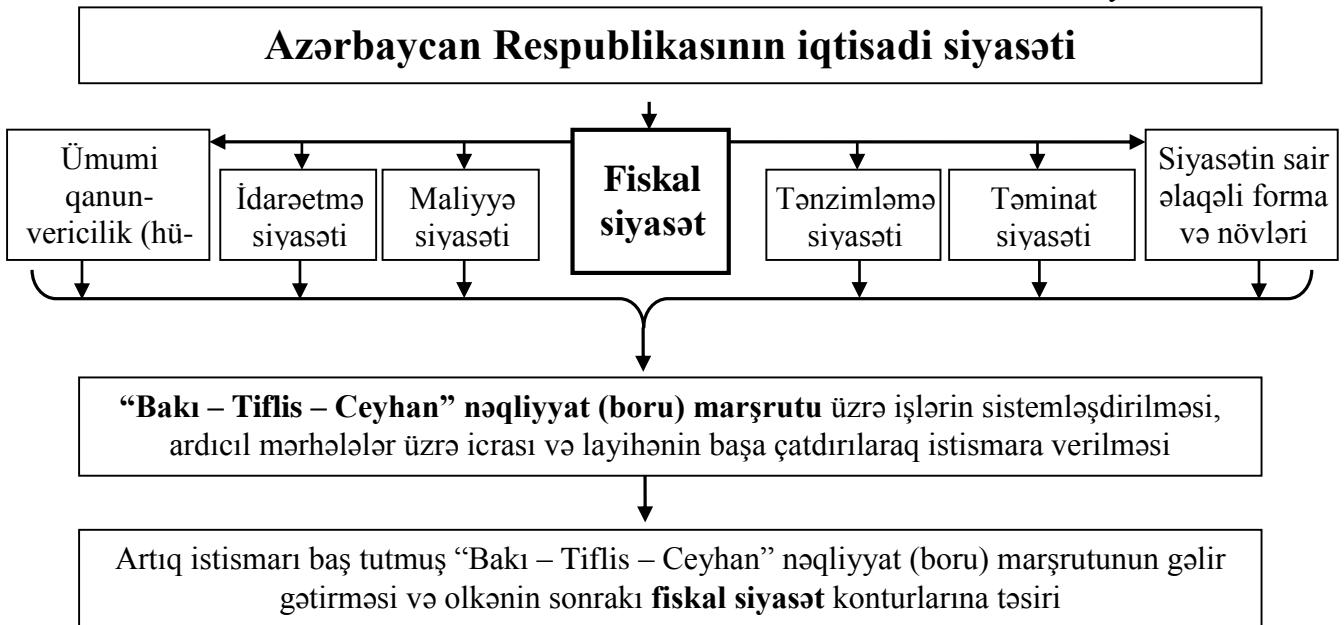 Azərbaycan Respublikasının iqtisadi siyasəti
Ümumi
qanun-
vericilik (hü-
İdarəetmə
siyasəti
Maliyyə
siyasəti
Fiskal
siyasət
Tənzimləmə
siyasəti
Təminat
siyasəti
Siyasətin sair
əlaqəli forma
və növləri
“Bakı – Tiflis – Ceyhan” nəqliyyat (boru) marşrutu üzrə işlərin sistemləşdirilməsi,
ardıcıl mərhələlər üzrə icrası və layihənin başa çatdırılaraq istismara verilməsi
Artıq istismarı baş tutmuş “Bakı – Tiflis – Ceyhan” nəqliyyat (boru) marşrutunun gəlir
gətirməsi və olkənin sonrakı fiskal siyasət konturlarına təsiri